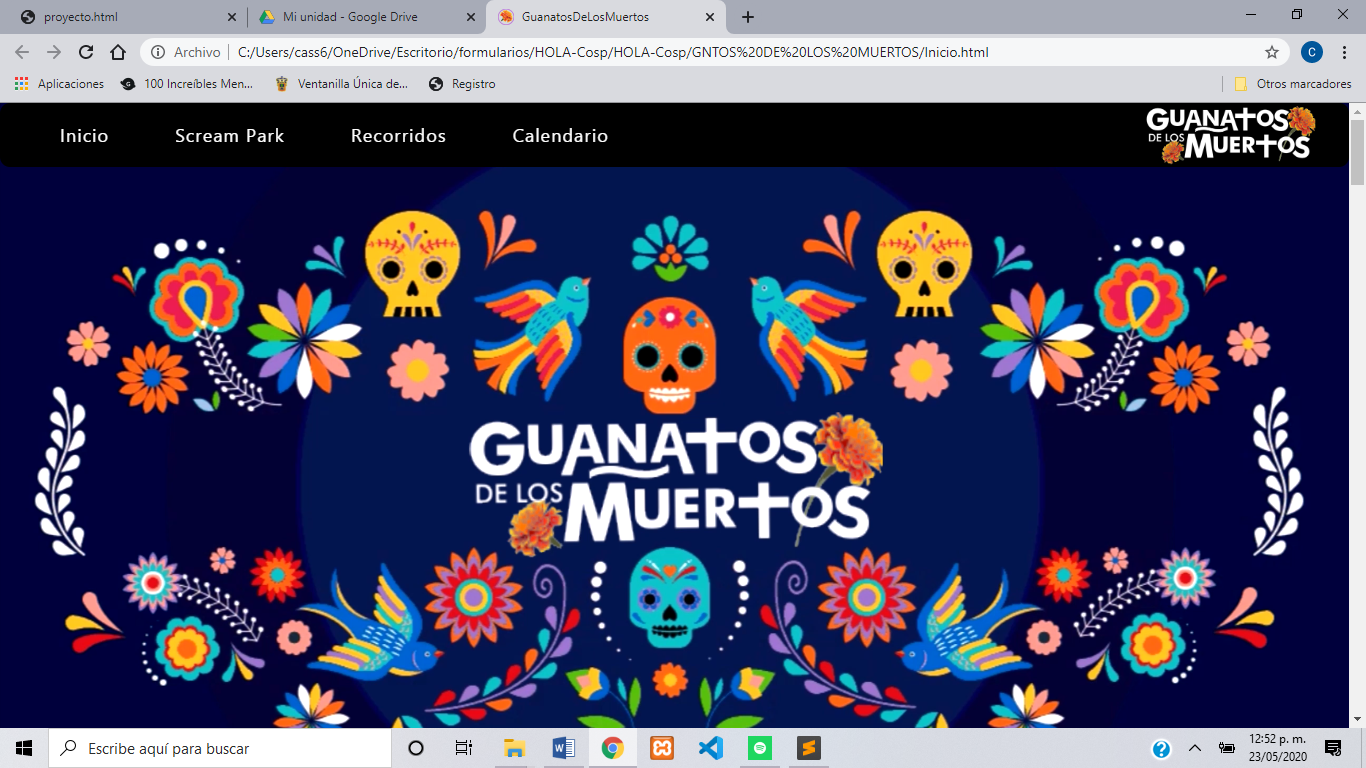 proyecto.html
Mi unidad - Google Drive
GuanatosDeLosMuertos
Archivo
C:/Users/cass6/OneDrive/Escritorio/formularios/HOLA-Cosp/HOLA-Cosp/GNTOS%20DE%20LOS%20MUERTOS/Inicio.html
C
Aplicaciones
100 Increíbles Men...
Ventanilla Única de...
Registro
Otros marcadores
Inicio
Scream Park
Recorridos
Calendario
GUANATOS
DE LOS MUERTOS
GUANATOS
DE LOS MUERTOS
Escribe aquí para buscar
12:52 p. m.
23/05/2020